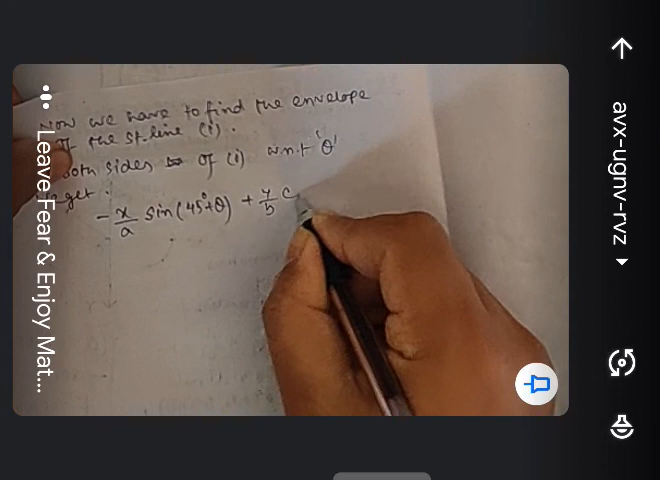 Now we have to find the envelope
of the st. line (i).
both sides of (i) w.r.t 'θ'
get.
- x/a sin(45°+θ) + y/b c
Leave Fear & Enjoy Mat...
avx-ugnv-rvz